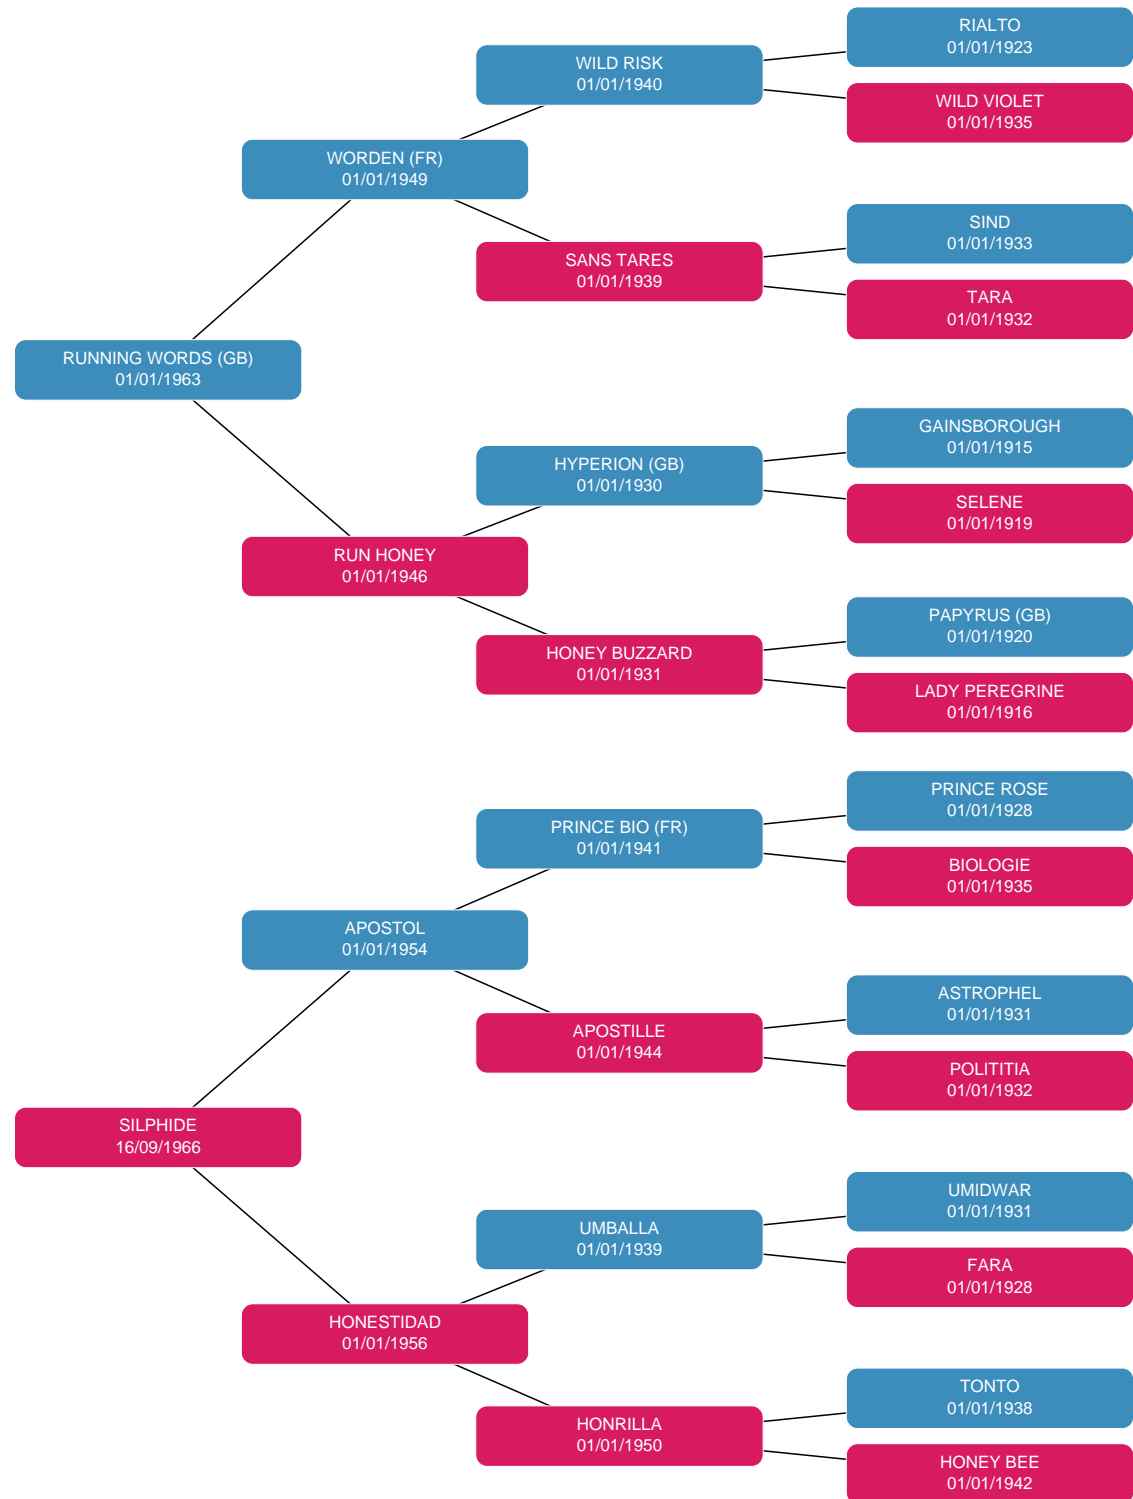 RIALTO
01/01/1923
WILD RISK
01/01/1940
WILD VIOLET
01/01/1935
WORDEN (FR)
01/01/1949
SIND
01/01/1933
SANS TARES
01/01/1939
TARA
01/01/1932
RUNNING WORDS (GB)
01/01/1963
GAINSBOROUGH
01/01/1915
HYPERION (GB)
01/01/1930
SELENE
01/01/1919
RUN HONEY
01/01/1946
PAPYRUS (GB)
01/01/1920
HONEY BUZZARD
01/01/1931
LADY PEREGRINE
01/01/1916
PRINCE ROSE
01/01/1928
PRINCE BIO (FR)
01/01/1941
BIOLOGIE
01/01/1935
APOSTOL
01/01/1954
ASTROPHEL
01/01/1931
APOSTILLE
01/01/1944
POLITITIA
01/01/1932
SILPHIDE
16/09/1966
UMIDWAR
01/01/1931
UMBALLA
01/01/1939
FARA
01/01/1928
HONESTIDAD
01/01/1956
TONTO
01/01/1938
HONRILLA
01/01/1950
HONEY BEE
01/01/1942